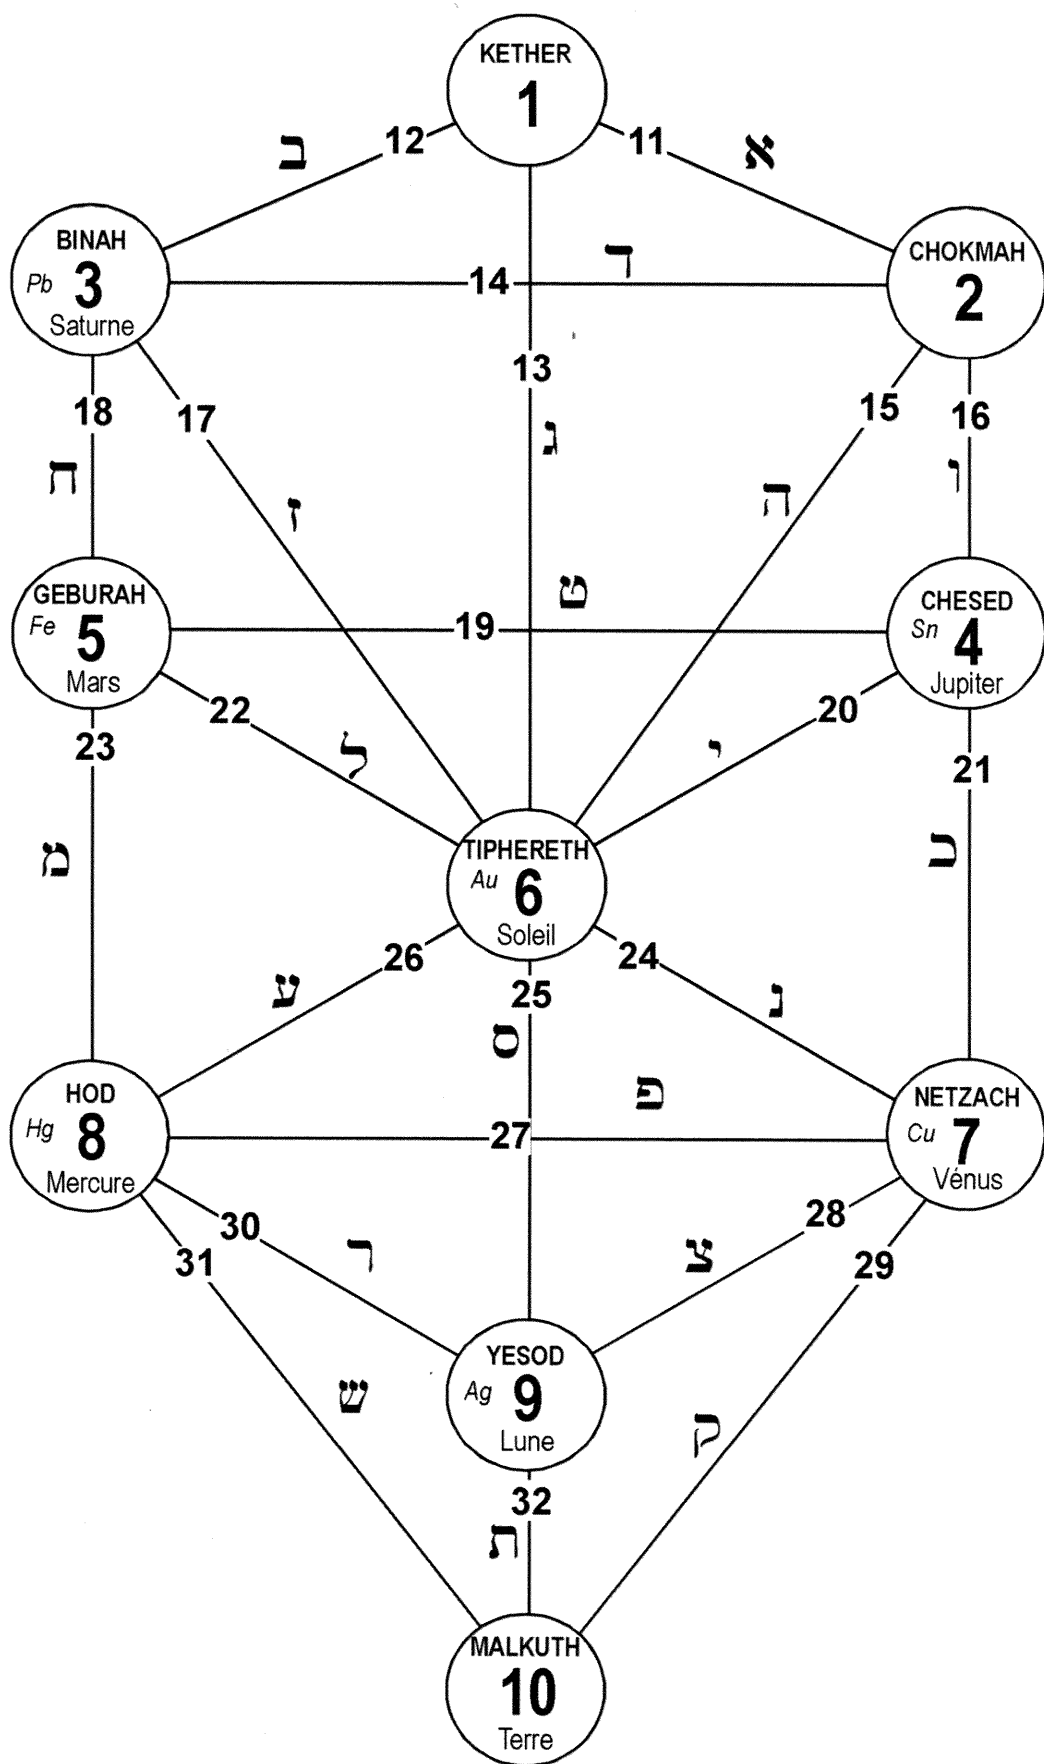 KETHER
1
12
11
ב
א
BINAH
Pb 3
Saturne
CHOKMAH
2
ד
14
13
18
17
15
16
ג
ח
ז
ה
ו
ט
GEBURAH
Fe 5
Mars
19
CHESED
Sn 4
Jupiter
22
20
23
21
ל
י
מ
כ
TIPHERETH
Au 6
Soleil
26
24
25
ע
נ
ס
פ
HOD
Hg 8
Mercure
27
NETZACH
Cu 7
Vénus
30
28
31
29
ר
צ
YESOD
Ag 9
Lune
ש
ק
32
ת
MALKUTH
10
Terre